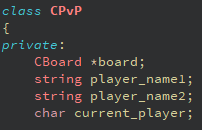 class CPvP
{
private:
    CBoard *board;
    string player_name1;
    string player_name2;
    char current_player;